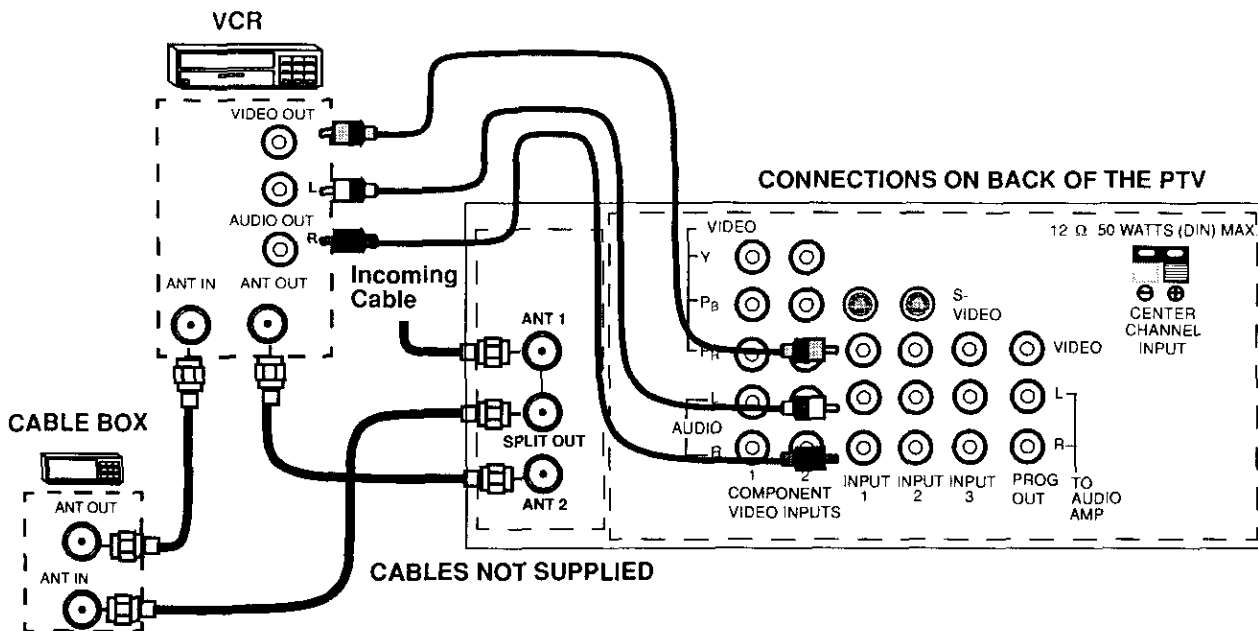 VCR
VIDEO OUT
L
AUDIO OUT
R
ANT IN
ANT OUT
CABLE BOX
ANT OUT
ANT IN
Incoming
Cable
CABLES NOT SUPPLIED
CONNECTIONS ON BACK OF THE PTV
ANT 1
SPLIT OUT
ANT 2
VIDEO
Y
PB
PR
S-
VIDEO
12 Ω 50 WATTS (DIN) MAX
⊖ ⊕
CENTER
CHANNEL
INPUT
VIDEO
L
AUDIO
R
L
R
1
2
COMPONENT
VIDEO INPUTS
INPUT
1
INPUT
2
INPUT
3
PROG
OUT
TO
AUDIO
AMP